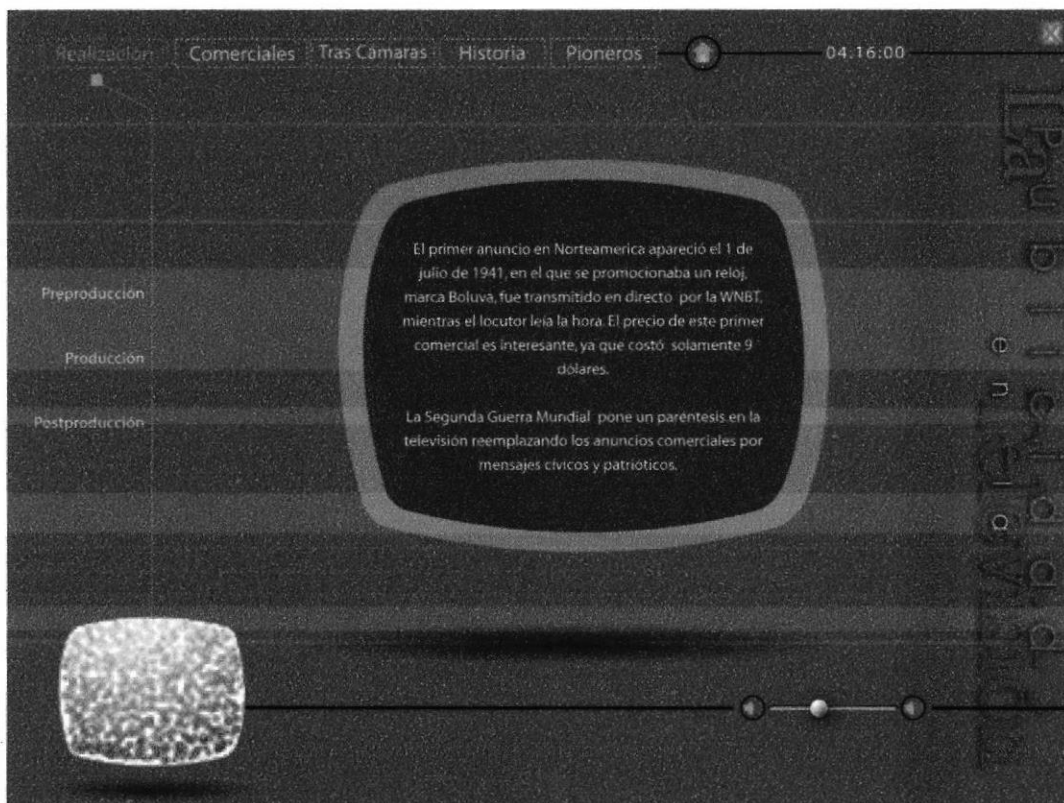 Realización Comerciales Tras Cámaras Historia Pioneros 04.16:00
Preproducción
Producción
Postproducción
El primer anuncio en Norteamerica apareció el 1 de
julio de 1941, en el que se promocionaba un reloj,
marca Boluva, fue transmitido en directo por la WNBT,
mientras el locutor leía la hora. El precio de este primer
comercial es interesante, ya que costó solamente 9
dólares.
La Segunda Guerra Mundial pone un paréntesis en la
televisión reemplazando los anuncios comerciales por
mensajes cívicos y patrióticos.
La
Publicidad
en la